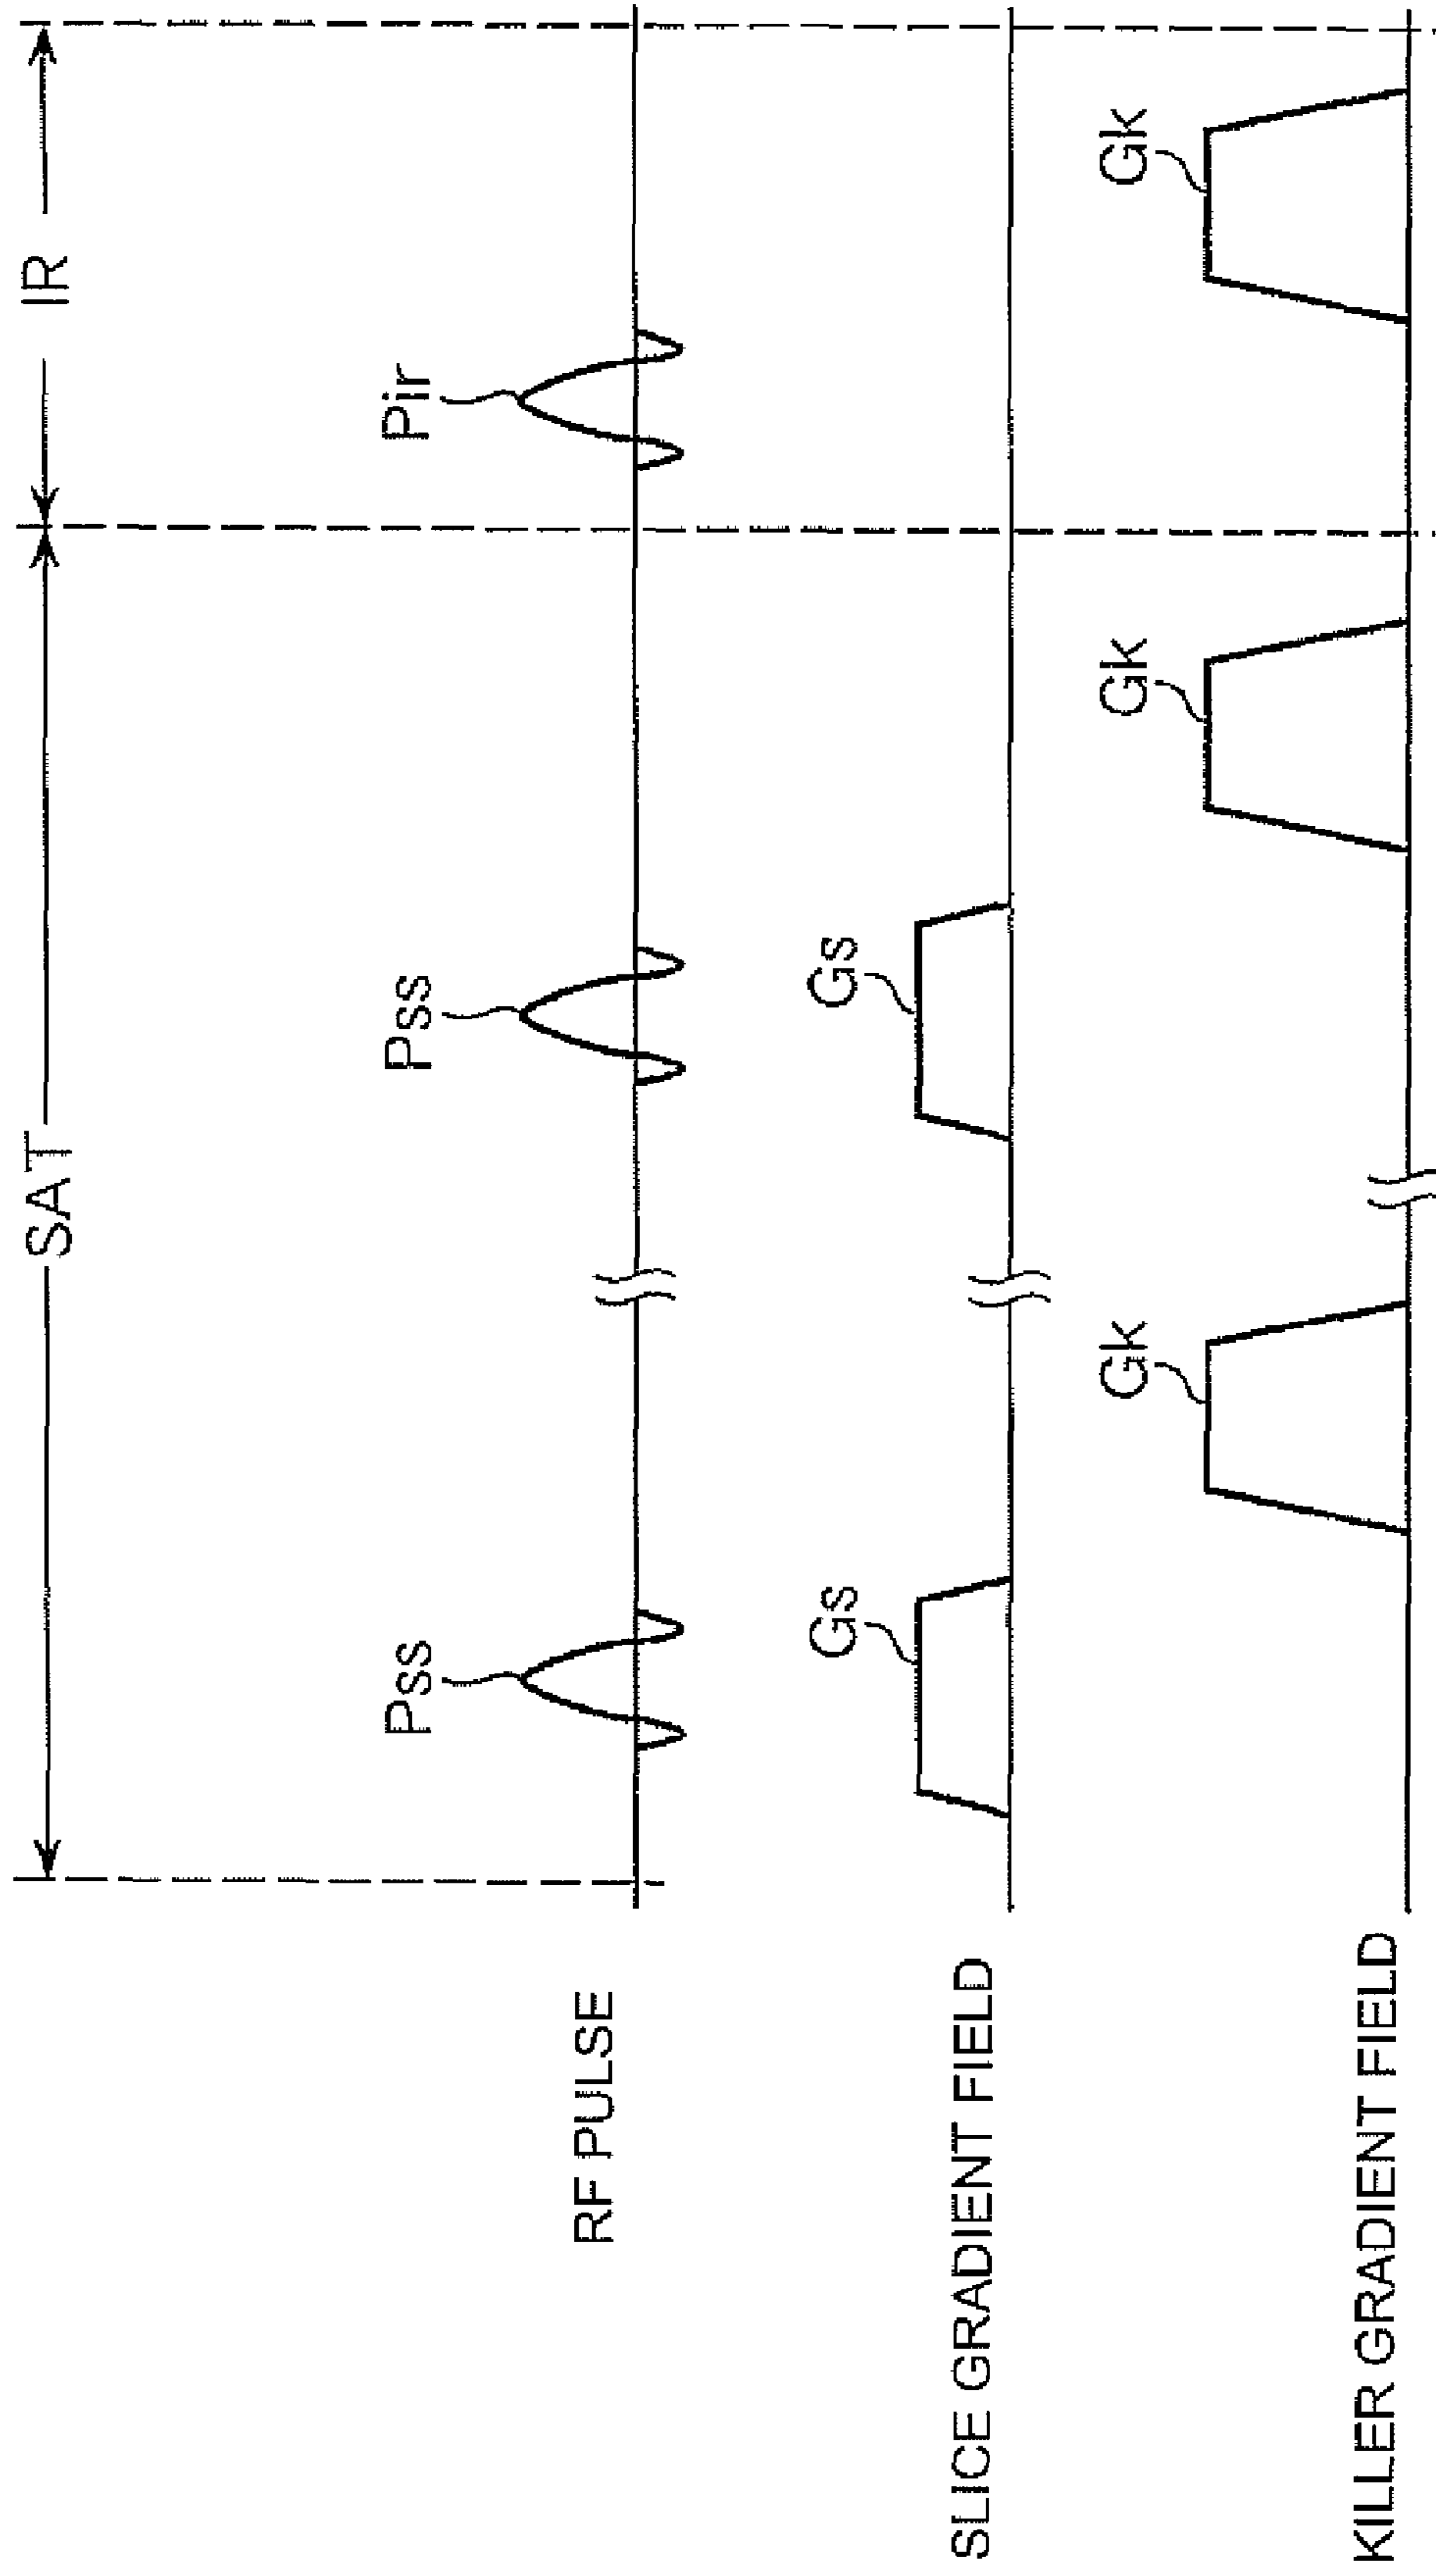 SAT
IR
RF PULSE
Pss
Pss
Pir
SLICE GRADIENT FIELD
Gs
Gs
KILLER GRADIENT FIELD
Gk
Gk
Gk